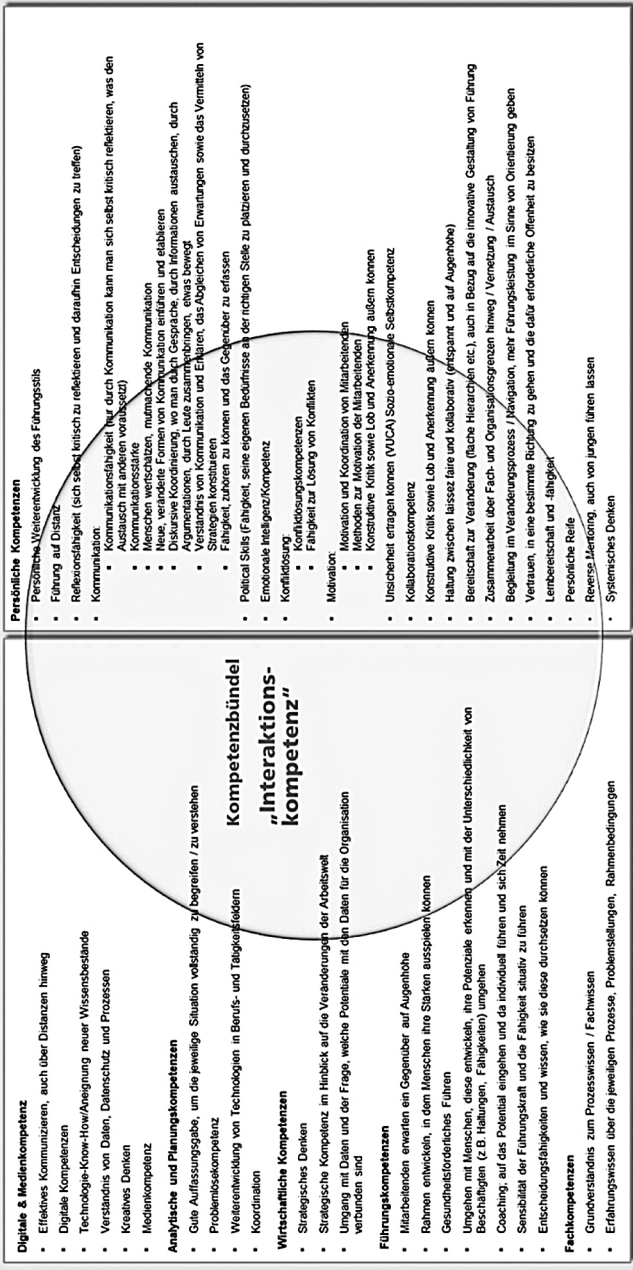 Digitale & Medienkompetenz
• Effektives Kommunizieren, auch über Distanzen hinweg
• Digitale Kompetenzen
• Technologie-Know-How/Aneignung neuer Wissensbestände
• Verständnis von Daten, Datenschutz und Prozessen
• Kreatives Denken
• Medienkompetenz
Analytische und Planungskompetenzen
• Gute Auffassungsgabe, um die jeweilige Situation vollständig zu begreifen / zu verstehen
• Problemlösekompetenz
• Weiterentwicklung von Technologien in Berufs- und Tätigkeitsfeldern
• Koordination
Wirtschaftliche Kompetenzen
• Strategisches Denken
• Strategische Kompetenz im Hinblick auf die Veränderungen der Arbeitswelt
• Umgang mit Daten und der Frage, welche Potentiale mit den Daten für die Organisation
verbunden sind
Führungskompetenzen
• Mitarbeitenden erwarten ein Gegenüber auf Augenhöhe
• Rahmen entwickeln, in dem Menschen ihre Stärken ausspielen können
• Gesundheitsförderliches Führen
• Umgehen mit Menschen, diese entwickeln, ihre Potenziale erkennen und mit der Unterschiedlichkeit von
Beschäftigten (z.B. Haltungen, Fähigkeiten) umgehen
• Coaching, auf das Potential eingehen und da individuell führen und sich Zeit nehmen
• Sensibilität der Führungskraft und die Fähigkeit situativ zu führen
• Entscheidungsfähigkeiten und wissen, wie sie diese durchsetzen können
Fachkompetenzen
• Grundverständnis zum Prozesswissen / Fachwissen
• Erfahrungswissen über die jeweiligen Prozesse, Problemstellungen, Rahmenbedingungen
Kompetenzbündel
„Interaktions-
kompetenz“
Persönliche Kompetenzen
• Persönliche Weiterentwicklung des Führungsstils
• Führung auf Distanz
• Reflexionsfähigkeit (sich selbst kritisch zu reflektieren und daraufhin Entscheidungen zu treffen)
• Kommunikation:
• Kommunikationsfähigkeit (nur durch Kommunikation kann man sich selbst kritisch reflektieren, was den
Austausch mit anderen voraussetzt)
• Kommunikationsstärke
• Menschen wertschätzen, mutmachende Kommunikation
• Neue, veränderte Formen von Kommunikation einführen und etablieren
• Diskursive Koordinierung, wo man durch Gespräche, durch Informationen austauschen, durch
Argumentationen, durch Leute zusammenbringen, etwas bewegt
• Verständnis von Kommunikation und Erklären, das Abgleichen von Erwartungen sowie das Vermitteln von
Strategien konstituieren
• Fähigkeit, zuhören zu können und das Gegenüber zu erfassen
• Political Skills (Fähigkeit, seine eigenen Bedürfnisse an der richtigen Stelle zu platzieren und durchzusetzen)
• Emotionale Intelligenz/Kompetenz
• Konfliktlösung:
• Konfliktlösungskompetenzen
• Fähigkeit zur Lösung von Konflikten
• Motivation:
• Motivation und Koordination von Mitarbeitenden
• Methoden zur Motivation der Mitarbeitenden
• Konstruktive Kritik sowie Lob und Anerkennung äußern können
• Unsicherheit ertragen können (VUCA) Sozio-emotionale Selbstkompetenz
• Kollaborationskompetenz
• Konstruktive Kritik sowie Lob und Anerkennung äußern können
• Haltung zwischen laissez faire und kollaborativ (entspannt und auf Augenhöhe)
• Bereitschaft zur Veränderung (flache Hierarchien etc.), auch in Bezug auf die innovative Gestaltung von Führung
• Zusammenarbeit über Fach- und Organisationsgrenzen hinweg / Vernetzung / Austausch
• Begleitung im Veränderungsprozess / Navigation, mehr Führungsleistung im Sinne von Orientierung geben
• Vertrauen, in eine bestimmte Richtung zu gehen und die dafür erforderliche Offenheit zu besitzen
• Lernbereitschaft und -fähigkeit
• Persönliche Reife
• Reverse Mentoring, auch von jungen führen lassen
• Systemisches Denken